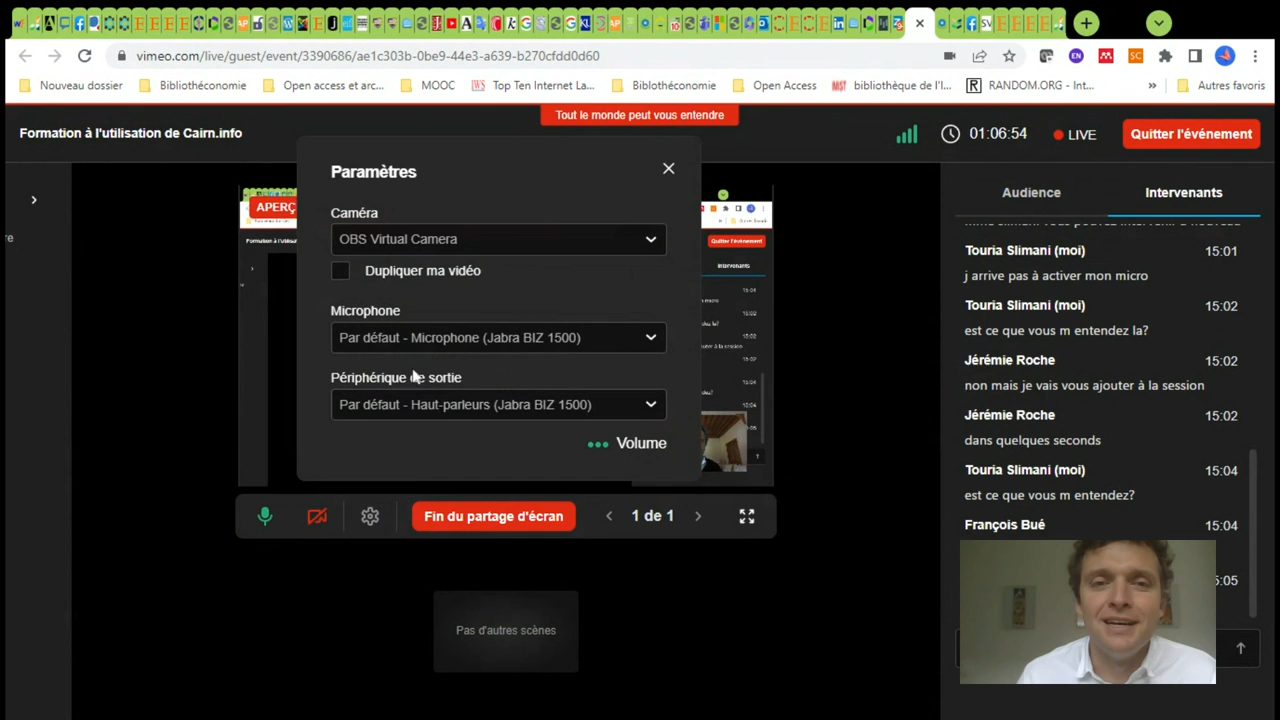 vimeo.com/live/guest/event/3390686/ae1c303b-0be9-44e3-a639-b270cfdd0d60
Nouveau dossier
Bibliothéconomie
Open access et arc...
MOOC
Top Ten Internet La...
Bibliothéconomie
Open Access
bibliothèque de l'I...
RANDOM.ORG - Int...
Autres favoris
Tout le monde peut vous entendre
Formation à l'utilisation de Cairn.info
01:06:54
LIVE
Quitter l'événement
Paramètres
Caméra
OBS Virtual Camera
Dupliquer ma vidéo
Microphone
Par défaut - Microphone (Jabra BIZ 1500)
Périphérique de sortie
Par défaut - Haut-parleurs (Jabra BIZ 1500)
Volume
APERÇ
Quitter l'événement
Intervenants
Fin du partage d'écran
1 de 1
Pas d'autres scènes
Audience
Intervenants
Touria Slimani (moi) 15:01
j arrive pas à activer mon micro
Touria Slimani (moi) 15:02
est ce que vous m entendez la?
Jérémie Roche 15:02
non mais je vais vous ajouter à la session
Jérémie Roche 15:02
dans quelques seconds
Touria Slimani (moi) 15:04
est ce que vous m entendez?
François Bué 15:04
:05